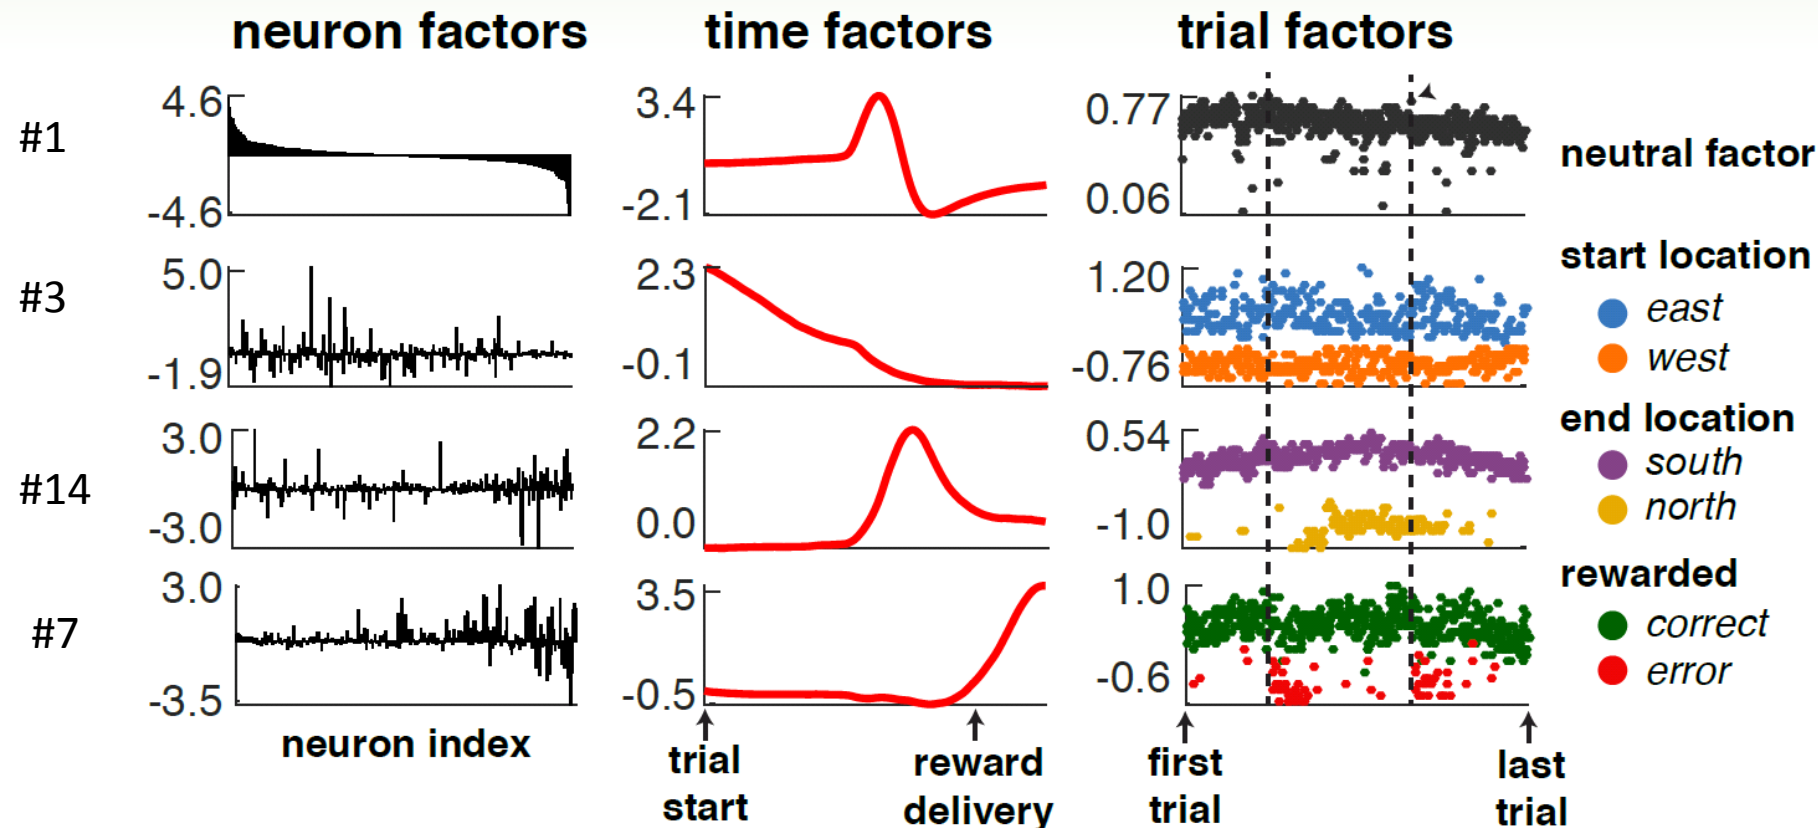 neuron factors
time factors
trial factors
#1
4.6
-4.6
3.4
-2.1
0.77
0.06
neutral factor
#3
5.0
-1.9
2.3
-0.1
1.20
-0.76
start location
east
west
#14
3.0
-3.0
2.2
0.0
0.54
-1.0
end location
south
north
#7
3.0
-3.5
3.5
-0.5
1.0
-0.6
rewarded
correct
error
neuron index
trial
start
reward
delivery
first
trial
last
trial